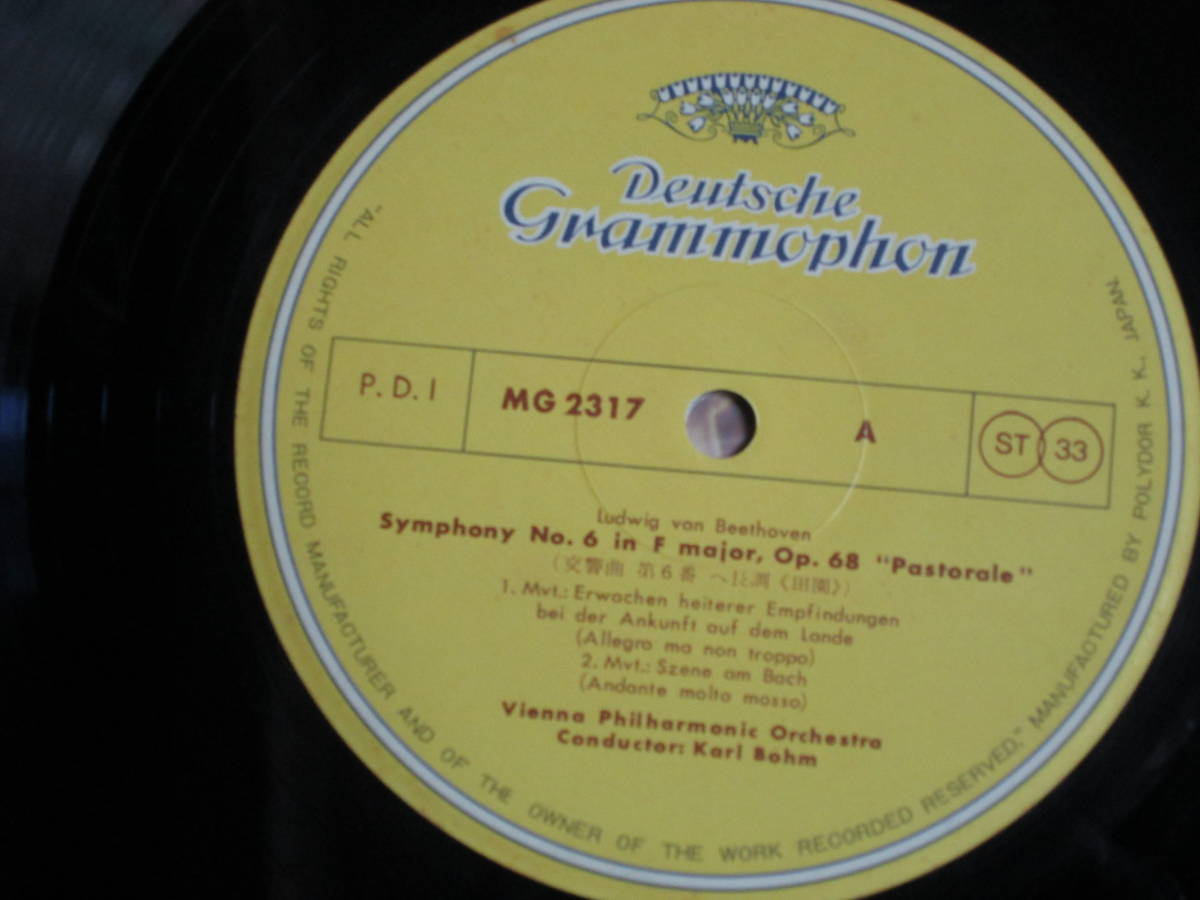 Deutsche
Grammophon
P. D. I
MG 2317
A
ST 33
Ludwig van Beethoven
Symphony No. 6 in F major, Op. 68 "Pastorale"
(交響曲 第6番 ヘ長調《田園》)
1. Mvt.: Erwachen heiterer Empfindungen
bei der Ankunft auf dem Lande
(Allegro ma non troppo)
2. Mvt.: Szene am Bach
(Andante molto mosso)
Vienna Philharmonic Orchestra
Conductor: Karl Bohm
"ALL RIGHTS OF THE RECORD MANUFACTURER AND OF THE OWNER OF THE WORK RECORDED RESERVED." MANUFACTURED BY POLYDOR K. K., JAPAN.